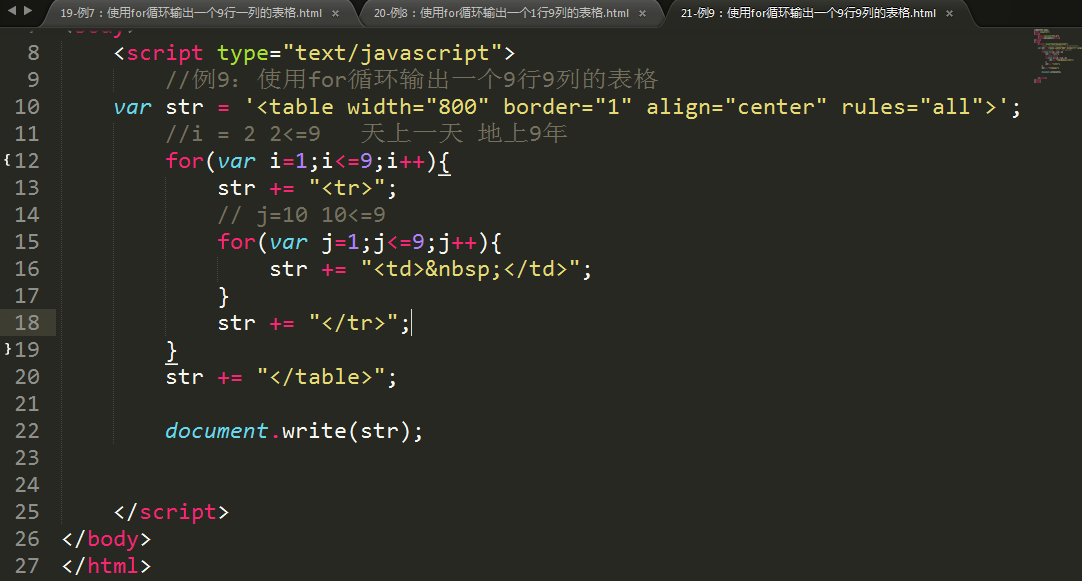 19-例7：使用for循环输出一个9行一列的表格.html × 20-例8：使用for循环输出一个1行9列的表格.html × 21-例9：使用for循环输出一个9行9列的表格.html ×
8 <script type="text/javascript">
9 //例9：使用for循环输出一个9行9列的表格
10 var str = '<table width="800" border="1" align="center" rules="all">';
11 //i = 2 2<=9 天上一天 地上9年
12 for(var i=1;i<=9;i++){
13 str += "<tr>";
14 // j=10 10<=9
15 for(var j=1;j<=9;j++){
16 str += "<td>&nbsp;</td>";
17 }
18 str += "</tr>";
19 }
20 str += "</table>";
21
22 document.write(str);
23
24
25 </script>
26 </body>
27 </html>